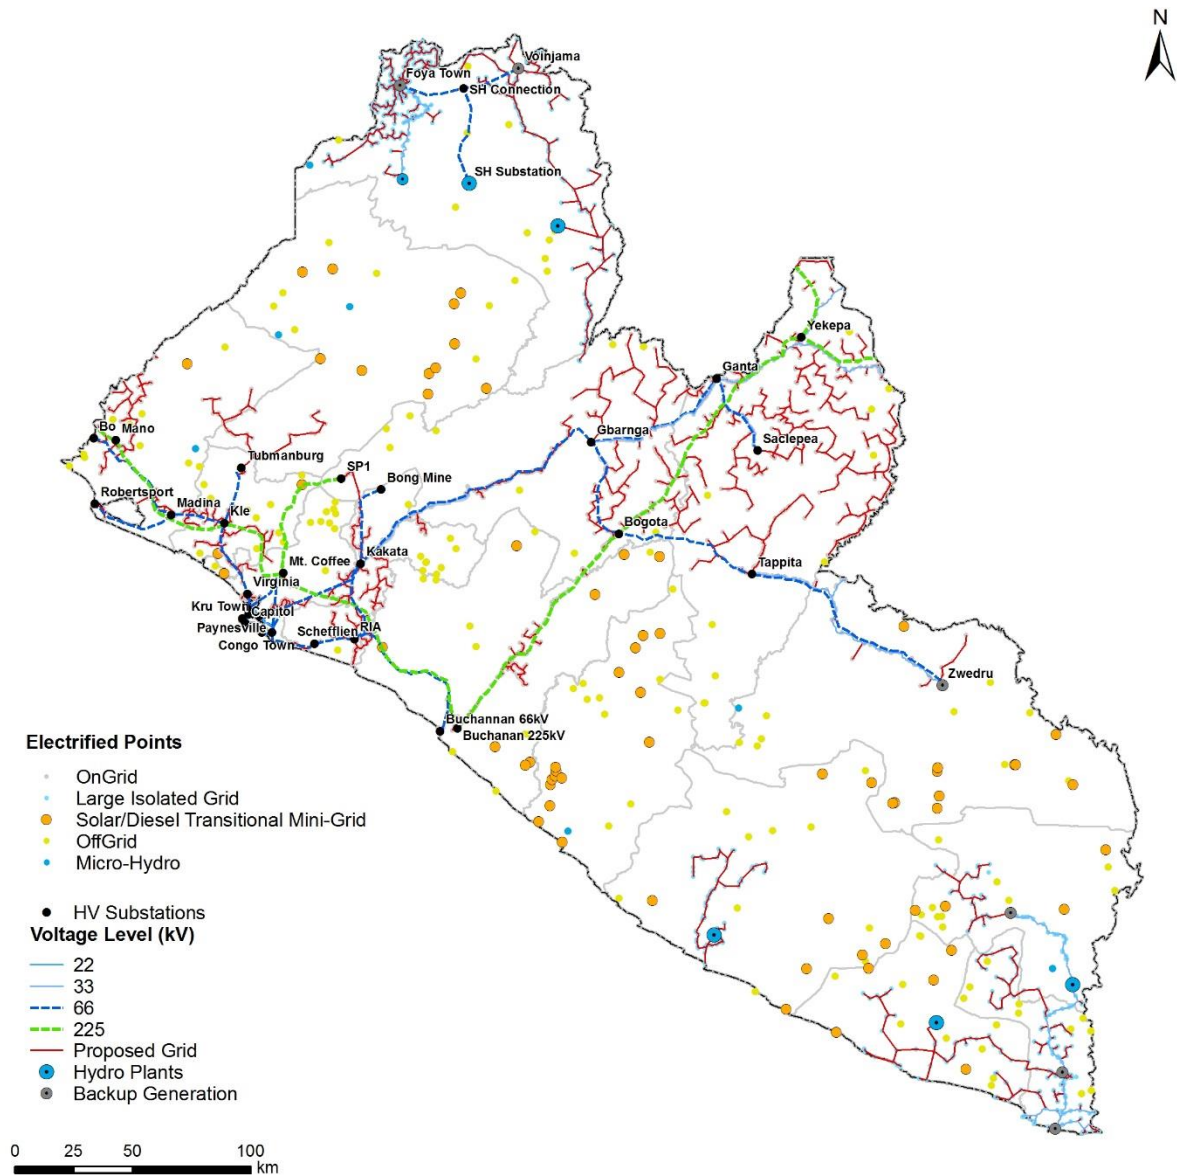 N
Voinjama
Foya Town
SH Connection
SH Substation
Yekepa
Ganta
Bo
Mano
Gbarnga
Saclepea
Tubmanburg
SP1
Bong Mine
Robertsport
Madina
Kle
Bogota
Mt. Coffee
Kakata
Tappita
Virginia
Kru Town
Capitol
Paynesville
Schefflien
RIA
Congo Town
Zwedru
Buchannan 66kV
Buchanan 225kV
Electrified Points
OnGrid
Large Isolated Grid
Solar/Diesel Transitional Mini-Grid
OffGrid
Micro-Hydro
HV Substations
Voltage Level (kV)
22
33
66
225
Proposed Grid
Hydro Plants
Backup Generation
0 25 50 100
km